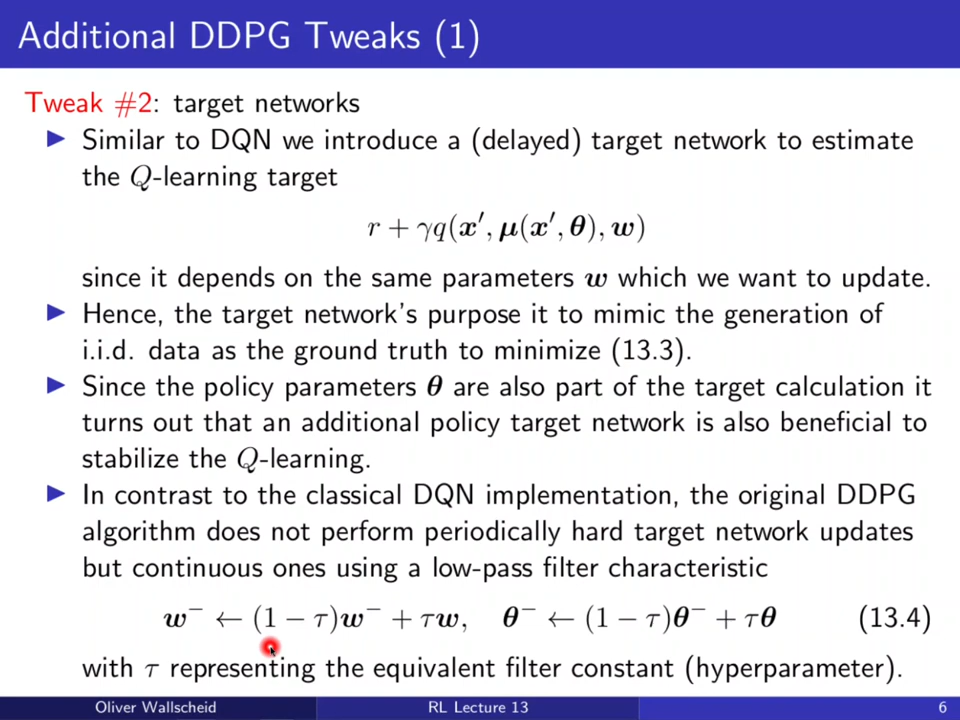 Additional DDPG Tweaks (1)
Tweak #2: target networks
▶ Similar to DQN we introduce a (delayed) target network to estimate
the Q-learning target
r + γq(x′, μ(x′, θ), w)
since it depends on the same parameters w which we want to update.
▶ Hence, the target network's purpose it to mimic the generation of
i.i.d. data as the ground truth to minimize (13.3).
▶ Since the policy parameters θ are also part of the target calculation it
turns out that an additional policy target network is also beneficial to
stabilize the Q-learning.
▶ In contrast to the classical DQN implementation, the original DDPG
algorithm does not perform periodically hard target network updates
but continuous ones using a low-pass filter characteristic
w⁻ ← (1 − τ)w⁻ + τw, θ⁻ ← (1 − τ)θ⁻ + τθ (13.4)
with τ representing the equivalent filter constant (hyperparameter).
Oliver Wallscheid RL Lecture 13 6